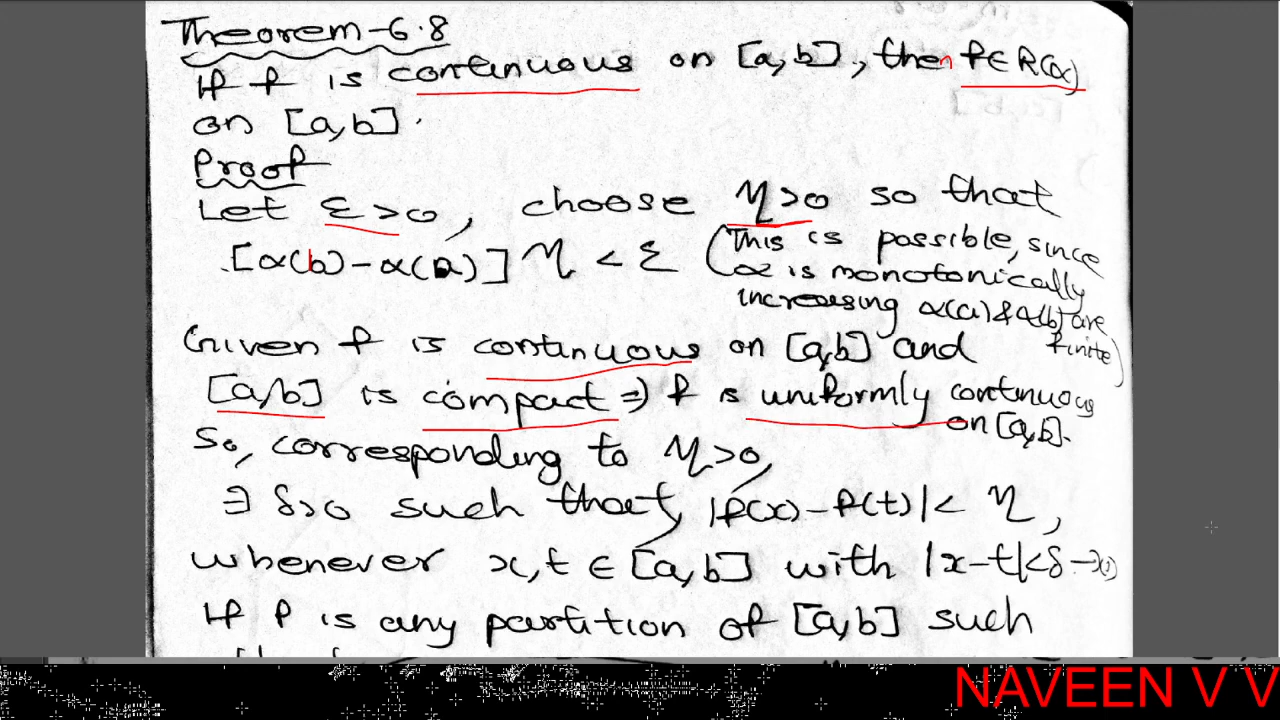 Theorem-6.8
If f is continuous on [a,b], then f∈R(α)
on [a,b].
Proof
Let ε>0, choose η>0 so that
[α(b)-α(a)]η<ε (This is possible, since
α is monotonically
increasing α(a)&α(b) are
finite)
Given f is continuous on [a,b] and
[a,b] is compact ⇒ f is uniformly continuous
on [a,b].
So, corresponding to η>0,
∃ δ>0 such that, |f(x)-f(t)|<η,
whenever x,t∈[a,b] with |x-t|<δ →(1)
If P is any partition of [a,b] such
NAVEEN V V